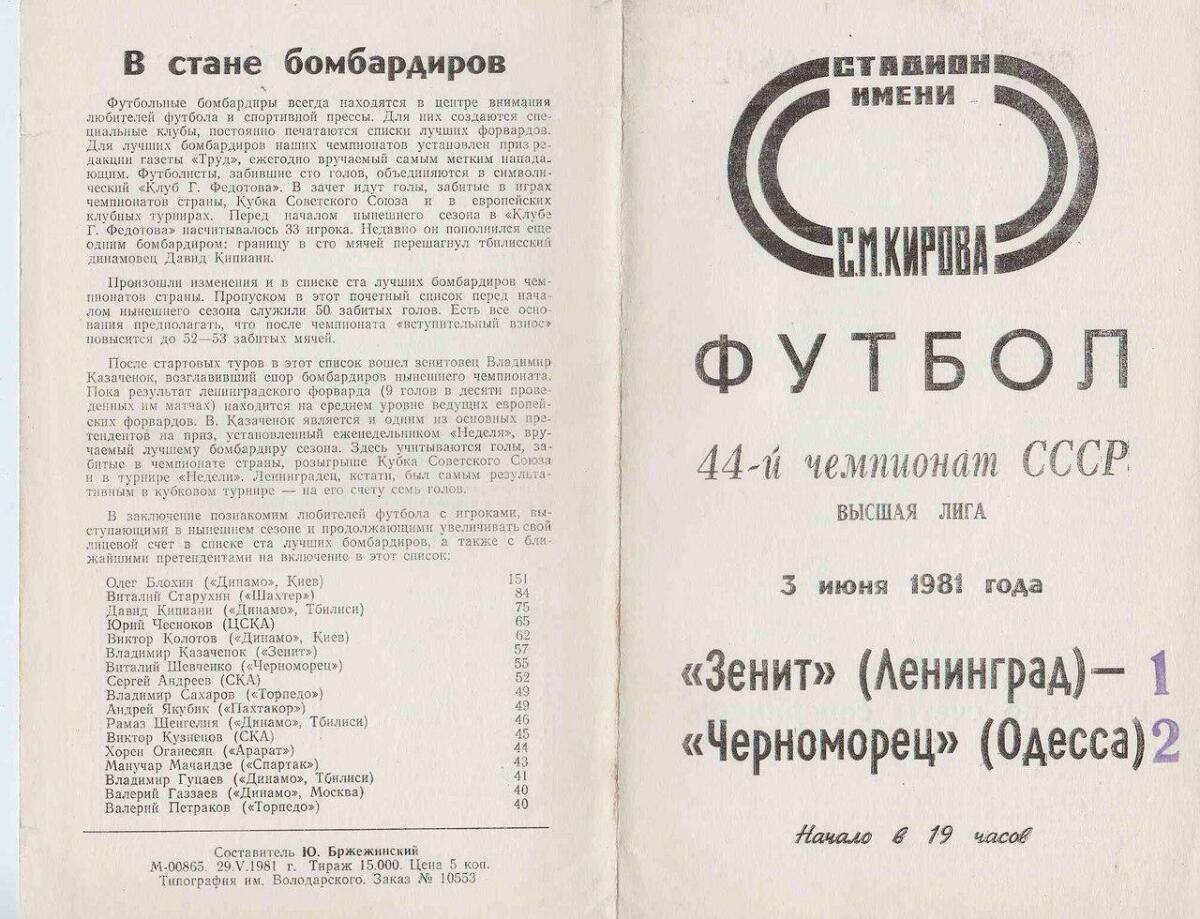 В стане бомбардиров
Футбольные бомбардиры всегда находятся в центре внимания
любителей футбола и спортивной прессы. Для них создаются спе-
циальные клубы, постоянно печатаются списки лучших форвардов.
Для лучших бомбардиров наших чемпионатов установлен приз ре-
дакции газеты «Труд», ежегодно вручаемый самым метким напада-
ющим. Футболисты, забившие сто голов, объединяются в символи-
ческий «Клуб Г. Федотова». В зачет идут голы, забитые в играх
чемпионатов страны, Кубка Советского Союза и в европейских
клубных турнирах. Перед началом нынешнего сезона в «Клубе
Г. Федотова» насчитывалось 33 игрока. Недавно он пополнился еще
одним бомбардиром: границу в сто мячей перешагнул тбилисский
динамовец Давид Кипиани.
Произошли изменения и в списке ста лучших бомбардиров чем-
пионатов страны. Пропуском в этот почетный список перед нача-
лом нынешнего сезона служили 50 забитых голов. Есть все осно-
вания предполагать, что после чемпионата «вступительный взнос»
повысится до 52—53 забитых мячей.
После стартовых туров в этот список вошел зенитовец Владимир
Казаченок, возглавивший спор бомбардиров нынешнего чемпионата.
Пока результат ленинградского форварда (9 голов в десяти прове-
денных им матчах) находится на среднем уровне ведущих европей-
ских форвардов. В. Казаченок является и одним из основных пре-
тендентов на приз, установленный еженедельником «Неделя», вру-
чаемый лучшему бомбардиру сезона. Здесь учитываются голы, за-
битые в чемпионате страны, розыгрыше Кубка Советского Союза
и в турнире «Недели». Ленинградец, кстати, был самым результа-
тивным в кубковом турнире — на его счету семь голов.
В заключение познакомим любителей футбола с игроками, выс-
тупающими в нынешнем сезоне и продолжающими увеличивать свой
лицевой счет в списке ста лучших бомбардиров, а также с бли-
жайшими претендентами на включение в этот список:
Олег Блохин («Динамо», Киев) 151
Виталий Старухин («Шахтер») 84
Давид Кипиани («Динамо», Тбилиси) 75
Юрий Чесноков (ЦСКА) 65
Виктор Колотов («Динамо», Киев) 62
Владимир Казаченок («Зенит») 57
Виталий Шевченко («Черноморец») 55
Сергей Андреев (СКА) 52
Владимир Сахаров («Торпедо») 49
Андрей Якубик («Пахтакор») 49
Рамаз Шенгелия («Динамо», Тбилиси) 46
Виктор Кузнецов (СКА) 45
Хорен Оганесян («Арарат») 44
Манучар Мачаидзе («Спартак») 43
Владимир Гуцаев («Динамо», Тбилиси) 41
Валерий Газзаев («Динамо», Москва) 40
Валерий Петраков («Торпедо») 40
Составитель Ю. Бржежинский
М-00865. 29.V.1981 г. Тираж 15.000. Цена 5 коп.
Типография им. Володарского. Заказ № 10553
СТАДИОН
ИМЕНИ
С.М.КИРОВА
ФУТБОЛ
44-й чемпионат СССР
ВЫСШАЯ ЛИГА
3 июня 1981 года
«Зенит» (Ленинград)— 1
«Черноморец» (Одесса) 2
Начало в 19 часов